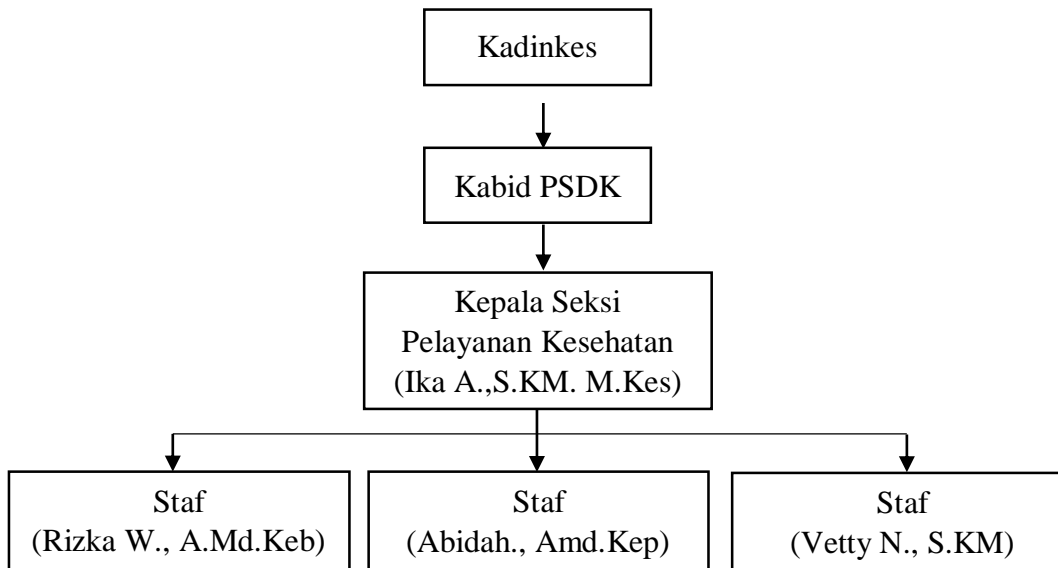 Kadinkes
Kabid PSDK
Kepala Seksi
Pelayanan Kesehatan
(Ika A.,S.KM. M.Kes)
Staf
(Rizka W., A.Md.Keb)
Staf
(Abidah., Amd.Kep)
Staf
(Vetty N., S.KM)